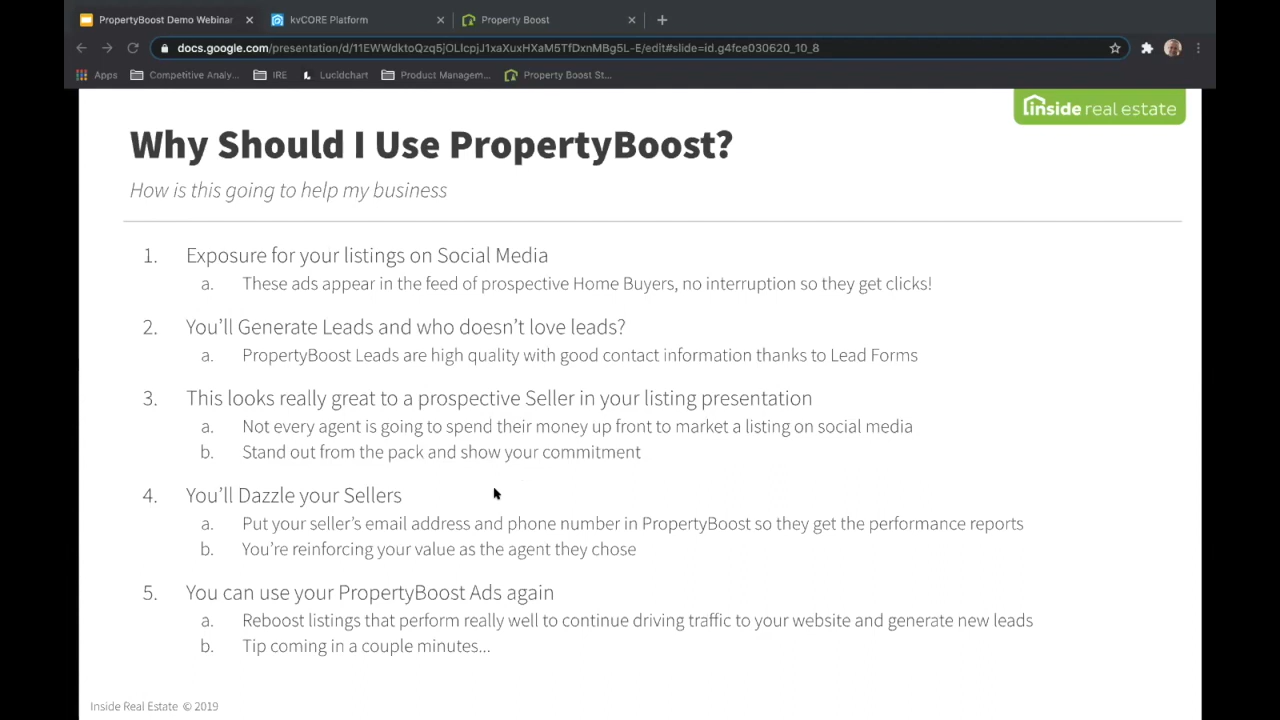 PropertyBoost Demo Webinar
kvCORE Platform
Property Boost
docs.google.com/presentation/d/11EWWdktoQzq5jOLIcpjJ1xaXuxHXaM5TfDxnMBg5L-E/edit#slide=id.g4fce030620_10_8
Apps
Competitive Analy...
IRE
Lucidchart
Product Managem...
Property Boost St...
inside real estate
Why Should I Use PropertyBoost?
How is this going to help my business
1. Exposure for your listings on Social Media
a. These ads appear in the feed of prospective Home Buyers, no interruption so they get clicks!
2. You'll Generate Leads and who doesn't love leads?
a. PropertyBoost Leads are high quality with good contact information thanks to Lead Forms
3. This looks really great to a prospective Seller in your listing presentation
a. Not every agent is going to spend their money up front to market a listing on social media
b. Stand out from the pack and show your commitment
4. You'll Dazzle your Sellers
a. Put your seller's email address and phone number in PropertyBoost so they get the performance reports
b. You're reinforcing your value as the agent they chose
5. You can use your PropertyBoost Ads again
a. Reboost listings that perform really well to continue driving traffic to your website and generate new leads
b. Tip coming in a couple minutes...
Inside Real Estate © 2019